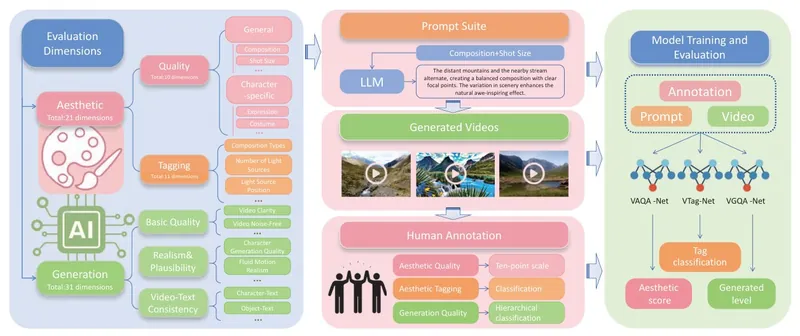 Evaluation
Dimensions
Aesthetic
Total:21 dimensions
Quality
Total:10 dimensions
General
Composition
Shot Size
...
Character
-specific
Expression
Costume
...
Tagging
Total:11 dimensions
Composition Types
Number of Light
Sources
Light Source
Position
...
AI
Generation
Total:31 dimensions
Basic Quality
Video Clarity
Video Noise-Free
...
Realism&
Plausibility
Character
Generation Quality
Fluid Motion
Realism
...
Video-Text
Consistency
Character-Text
Object-Text
...
Prompt Suite
Composition+Shot Size
LLM
The distant mountains and the nearby stream
alternate, creating a balanced composition with clear
focal points. The variation in scenery enhances the
natural awe-inspiring effect.
Generated Videos
Human Annotation
Aesthetic Quality
Ten-point scale
Aesthetic Tagging
Classification
Generation Quality
Hierarchical
classification
Model Training and
Evaluation
Annotation
Prompt
Video
VAQA -Net
VTag-Net
VGQA -Net
Tag
classification
Aesthetic
score
Generated
level